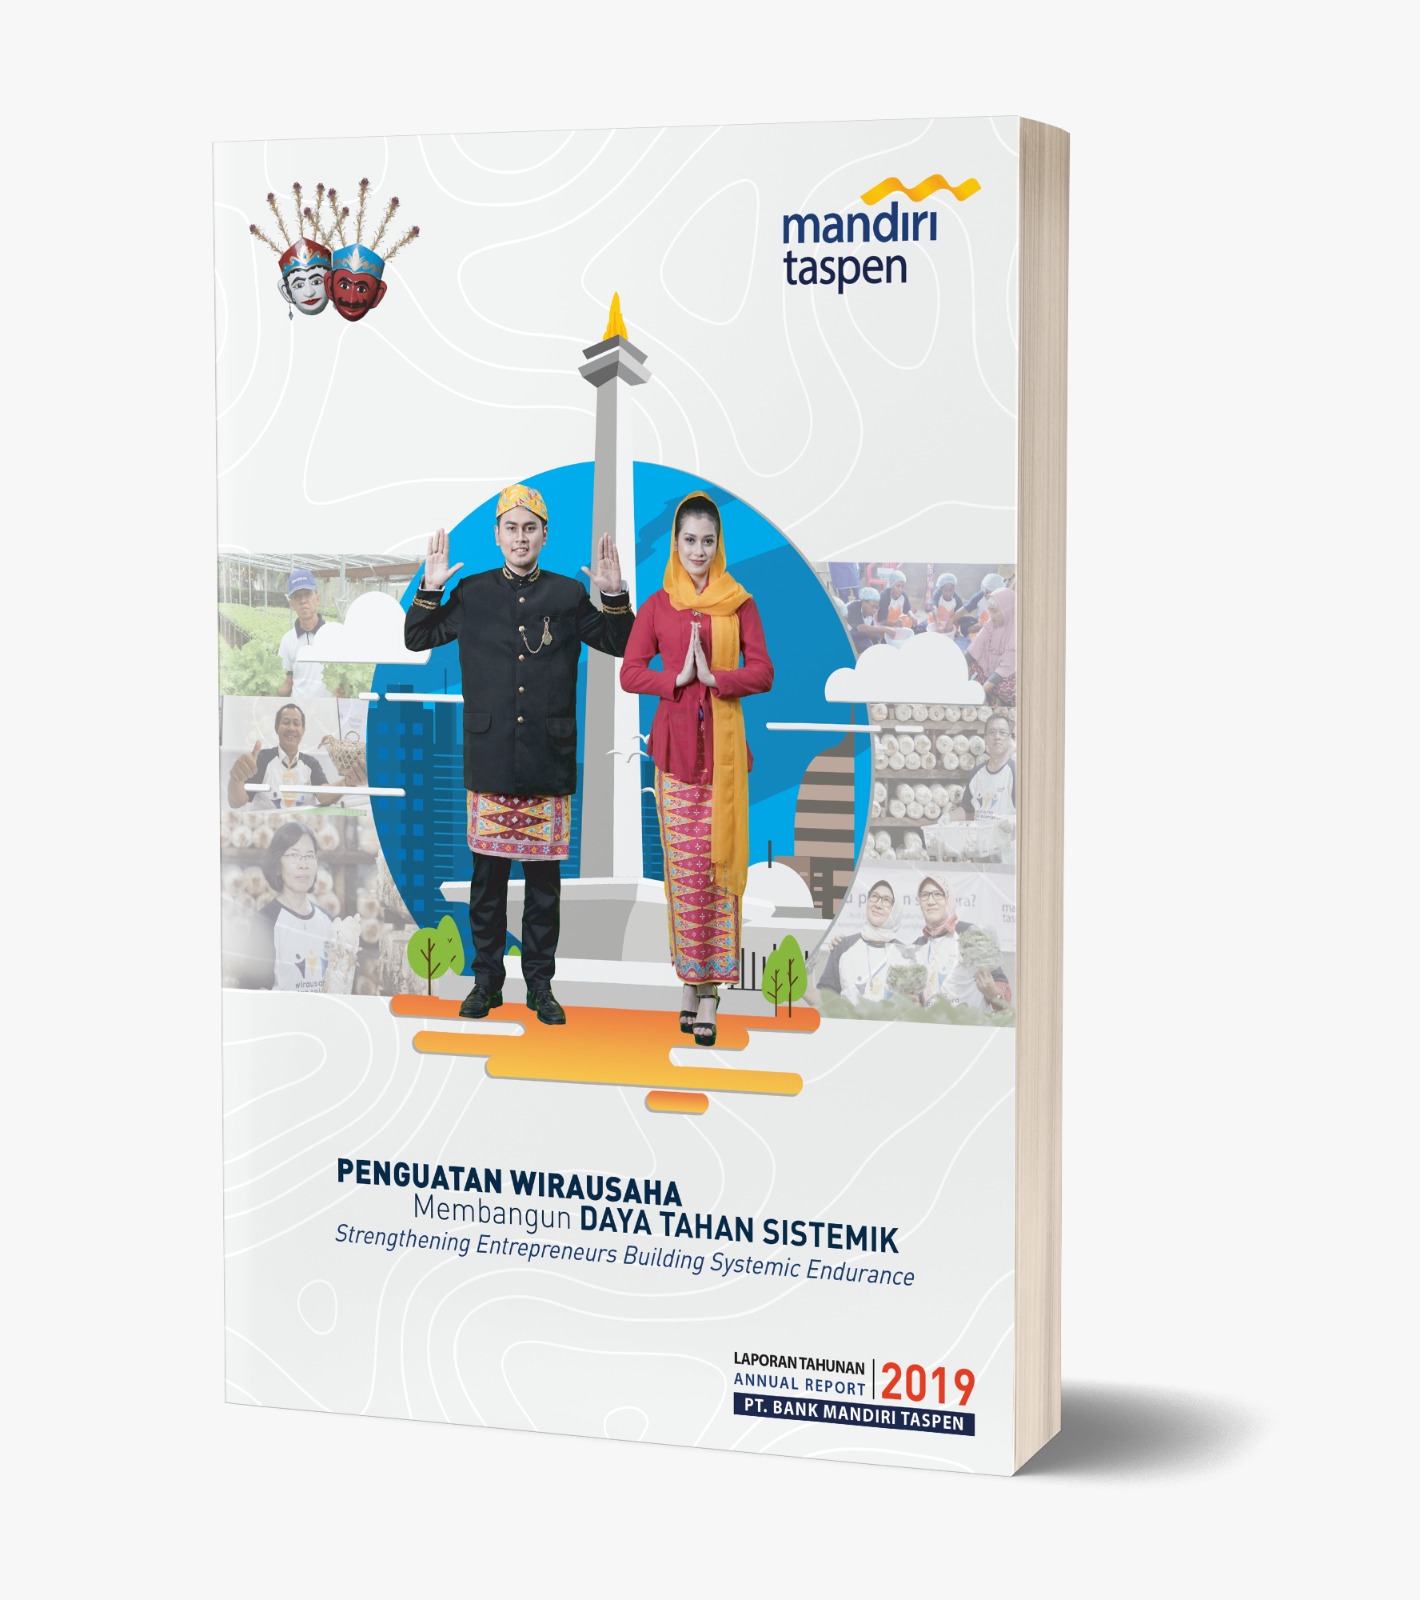 mandiri
taspen
PENGUATAN WIRAUSAHA
Membangun DAYA TAHAN SISTEMIK
Strengthening Entrepreneurs Building Systemic Endurance
LAPORAN TAHUNAN
ANNUAL REPORT
2019
PT. BANK MANDIRI TASPEN